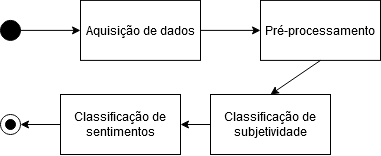 Aquisição de dados
Pré-processamento
Classificação de
sentimentos
Classificação de
subjetividade